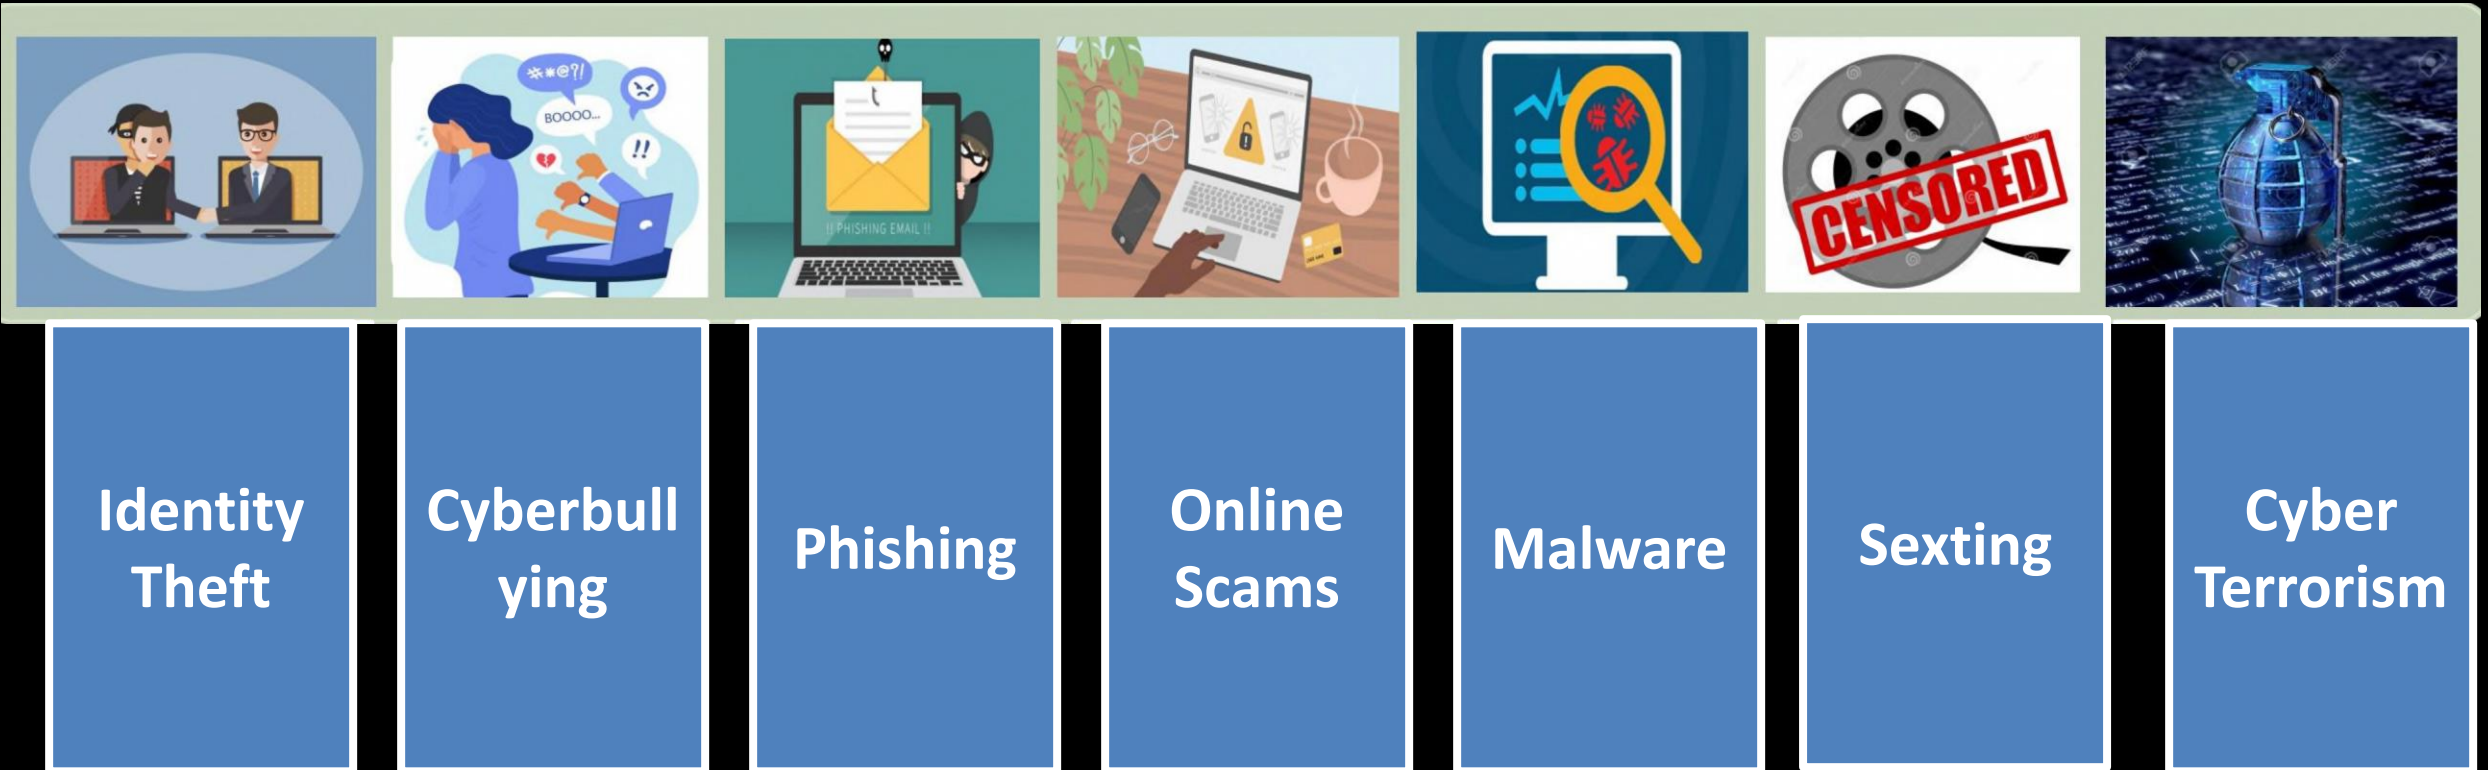 **@?!
BOOOO...
!!
!! PHISHING EMAIL !!
CENSORED
Identity
Theft
Cyberbull
ying
Phishing
Online
Scams
Malware
Sexting
Cyber
Terrorism